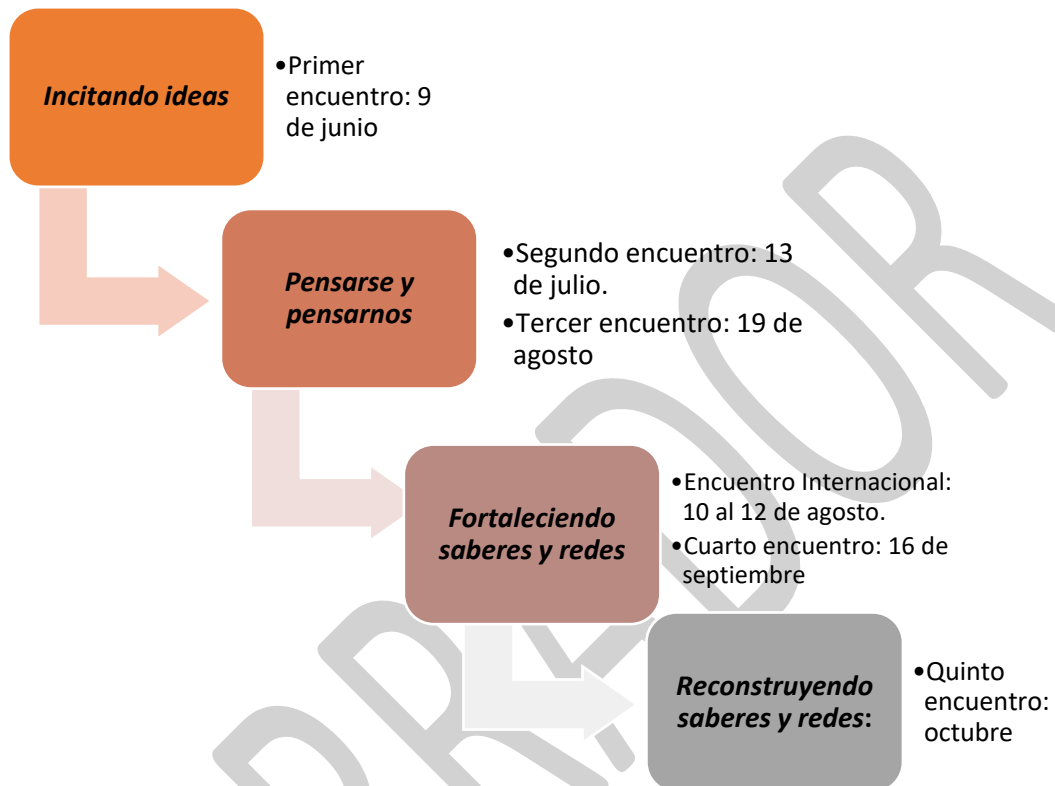 Incitando ideas
•Primer
encuentro: 9
de junio
Pensarse y
pensarnos
•Segundo encuentro: 13
de julio.
•Tercer encuentro: 19 de
agosto
Fortaleciendo
saberes y redes
•Encuentro Internacional:
10 al 12 de agosto.
•Cuarto encuentro: 16 de
septiembre
Reconstruyendo
saberes y redes:
•Quinto
encuentro:
octubre